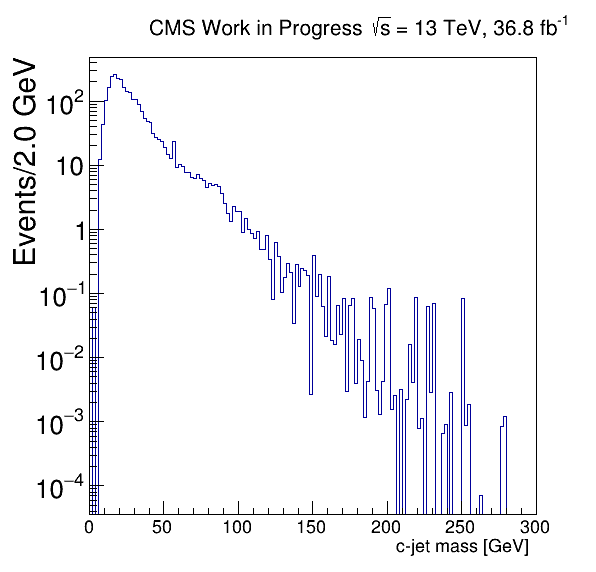 CMS Work in Progress √s = 13 TeV, 36.8 fb⁻¹
Events/2.0 GeV
10²
10
1
10⁻¹
10⁻²
10⁻³
10⁻⁴
0 50 100 150 200 250 300
c-jet mass [GeV]